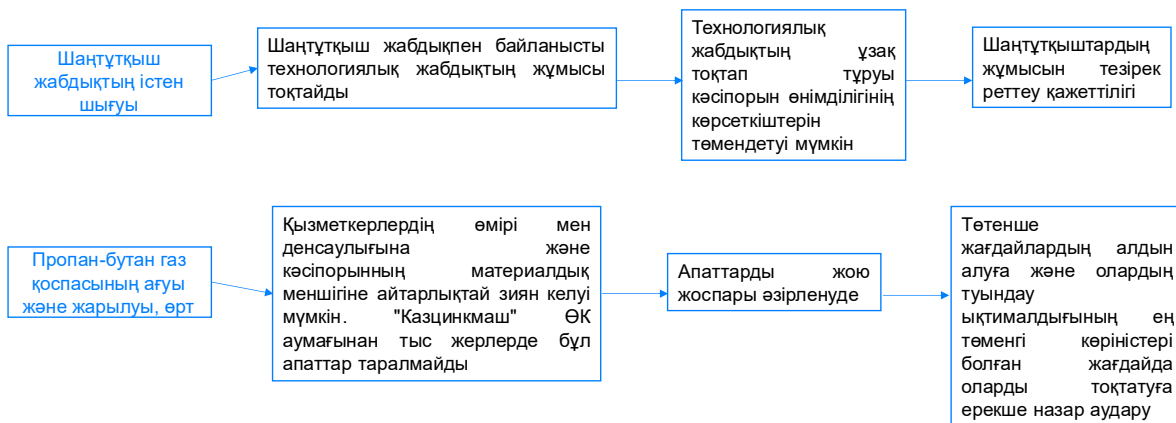 Шаңтұтқыш
жабдықтың істен
шығуы
Шаңтұтқыш жабдықпен байланысты
технологиялық жабдықтың жұмысы
тоқтайды
Технологиялық
жабдықтың ұзақ
тоқтап тұруы
кәсіпорын өнімділігінің
көрсеткіштерін
төмендетуі мүмкін
Шаңтұтқыштардың
жұмысын тезірек
реттеу қажеттілігі
Пропан-бутан газ
қоспасының ағуы
және жарылуы, өрт
Қызметкерлердің өмірі мен
денсаулығына және
кәсіпорынның материалдық
меншігіне айтарлықтай зиян келуі
мүмкін. "Казцинкмаш" ӨК
аумағынан тыс жерлерде бұл
апаттар таралмайды
Апаттарды жою
жоспары әзірленуде
Төтенше
жағдайлардың алдын
алуға және олардың
туындау
ықтималдығының ең
төменгі көріністері
болған жағдайда
оларды тоқтатуға
ерекше назар аудару